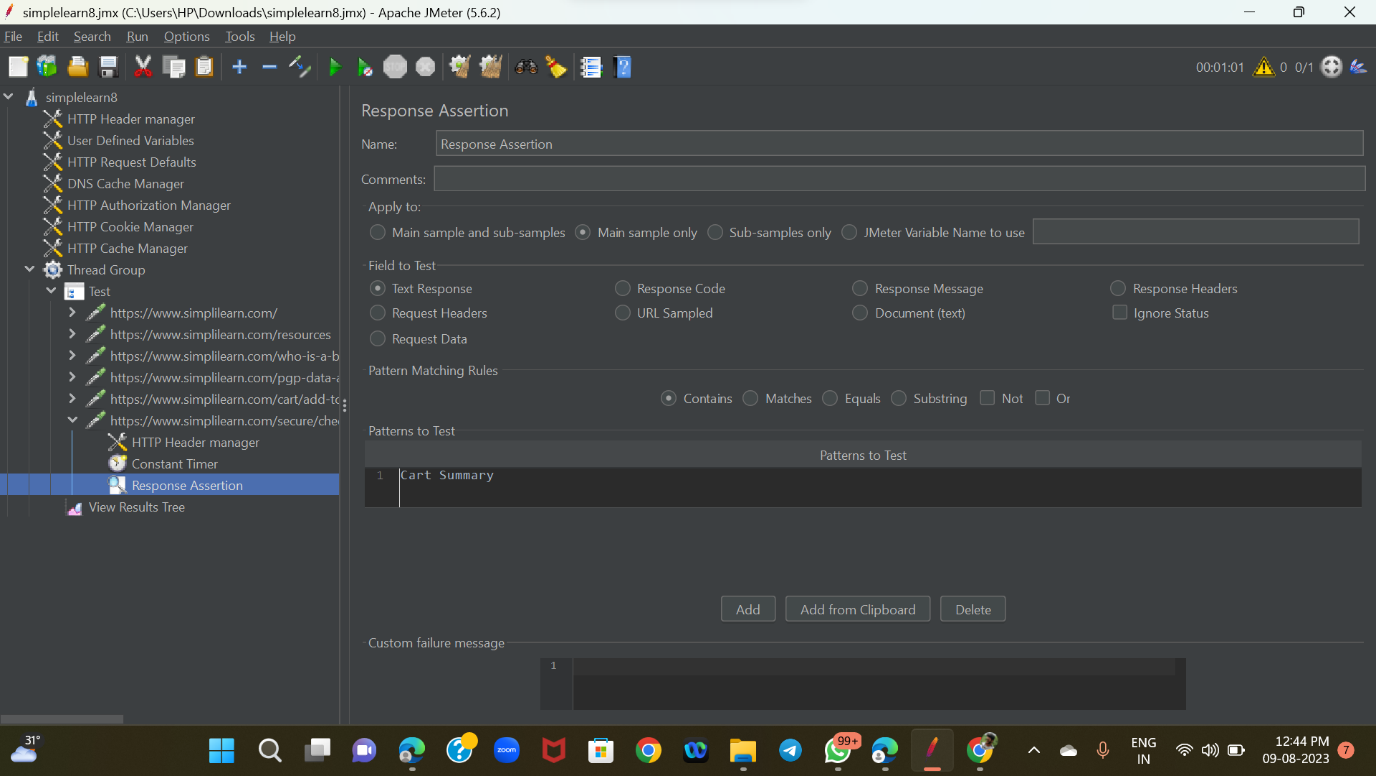 simplelearn8.jmx (C:\Users\HP\Downloads\simplelearn8.jmx) - Apache JMeter (5.6.2)
File Edit Search Run Options Tools Help
00:01:01 0 0/1
simplelearn8
HTTP Header manager
User Defined Variables
HTTP Request Defaults
DNS Cache Manager
HTTP Authorization Manager
HTTP Cookie Manager
HTTP Cache Manager
Thread Group
Test
https://www.simplilearn.com/
https://www.simplilearn.com/resources
https://www.simplilearn.com/who-is-a-b
https://www.simplilearn.com/pgp-data-a
https://www.simplilearn.com/cart/add-to
https://www.simplilearn.com/secure/che
HTTP Header manager
Constant Timer
Response Assertion
View Results Tree
Response Assertion
Name: Response Assertion
Comments:
Apply to:
Main sample and sub-samples Main sample only Sub-samples only JMeter Variable Name to use
Field to Test
Text Response Response Code Response Message Response Headers
Request Headers URL Sampled Document (text) Ignore Status
Request Data
Pattern Matching Rules
Contains Matches Equals Substring Not Or
Patterns to Test
Patterns to Test
1 Cart Summary
Add Add from Clipboard Delete
Custom failure message
1
31°
zoom
99+
ENG
IN
12:44 PM
09-08-2023
7